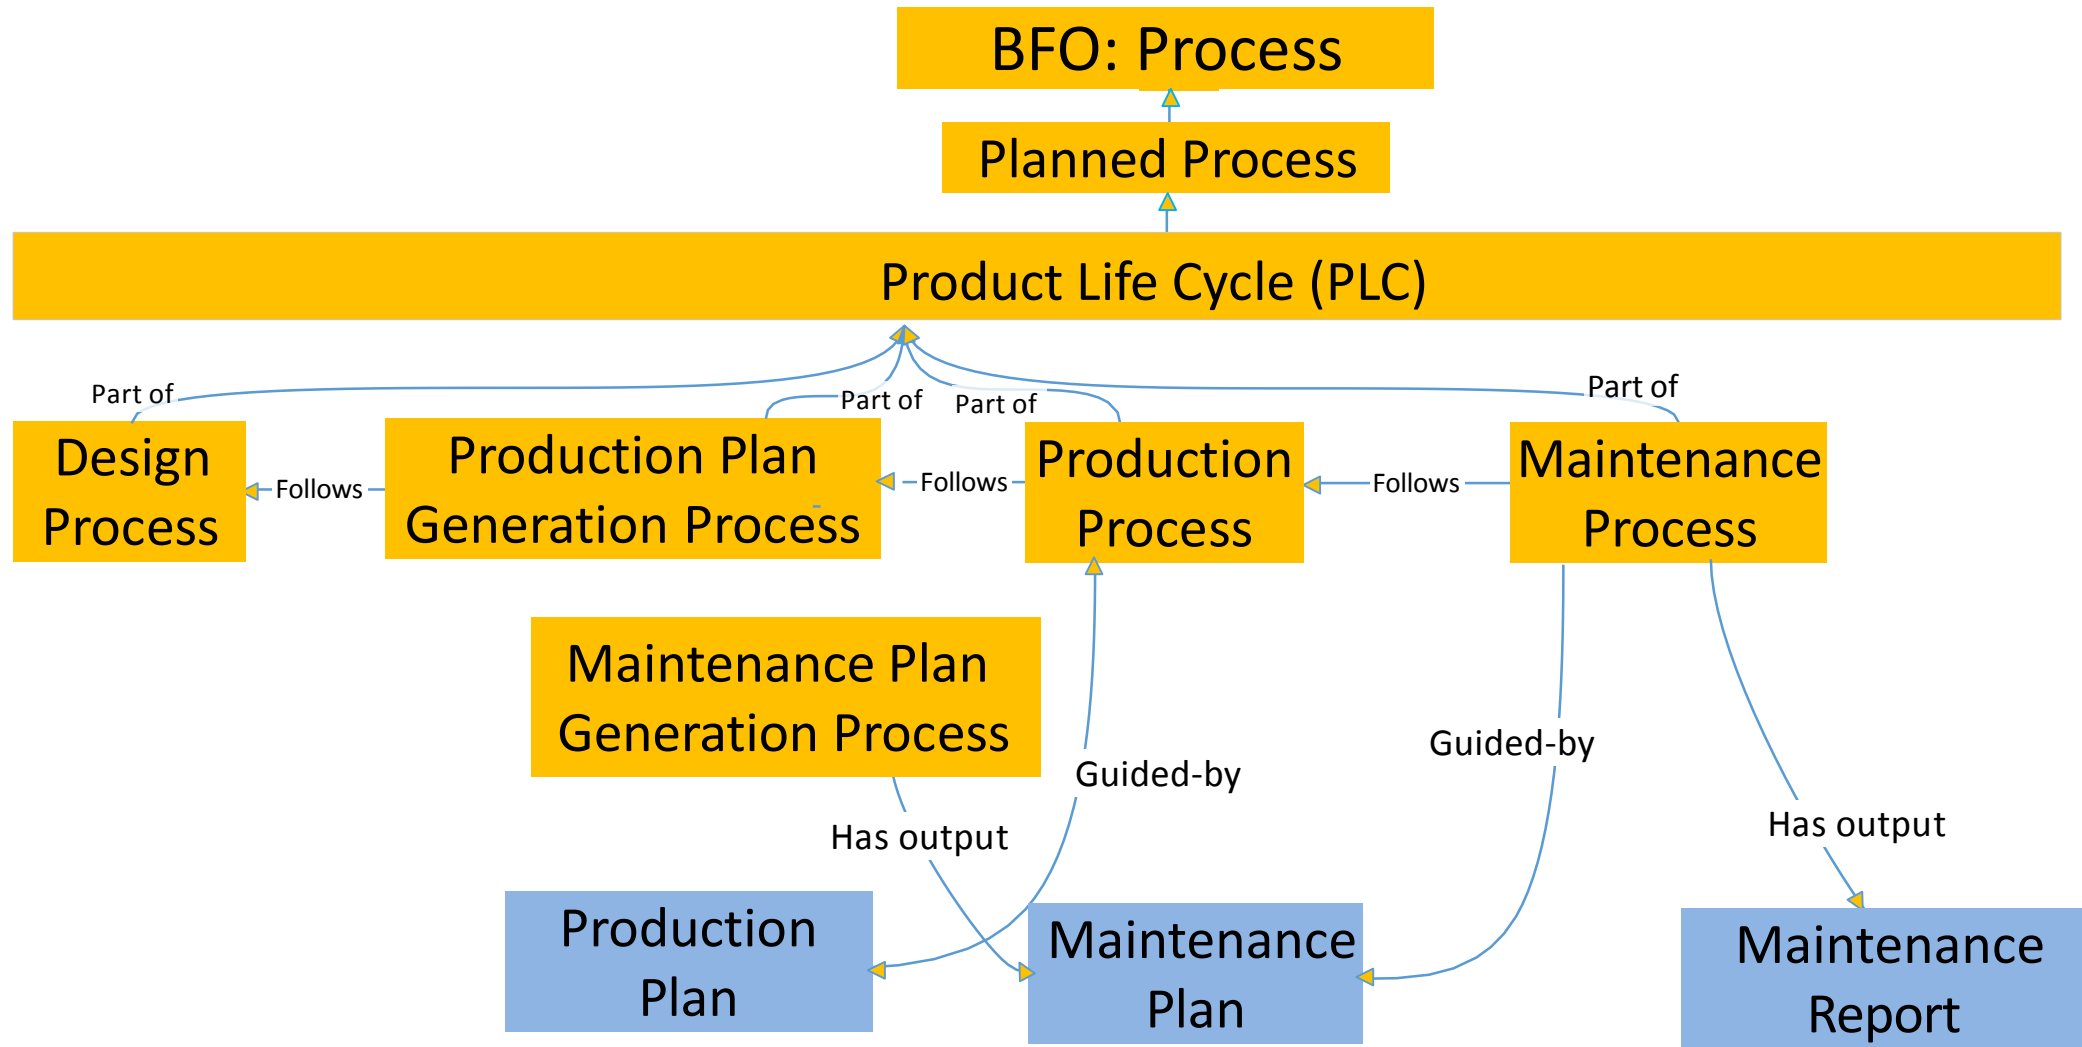 BFO: Process
Planned Process
Product Life Cycle (PLC)
Part of
Part of
Part of
Part of
Design
Process
Follows
Production Plan
Generation Process
Follows
Production
Process
Follows
Maintenance
Process
Maintenance Plan
Generation Process
Guided-by
Guided-by
Has output
Has output
Production
Plan
Maintenance
Plan
Maintenance
Report